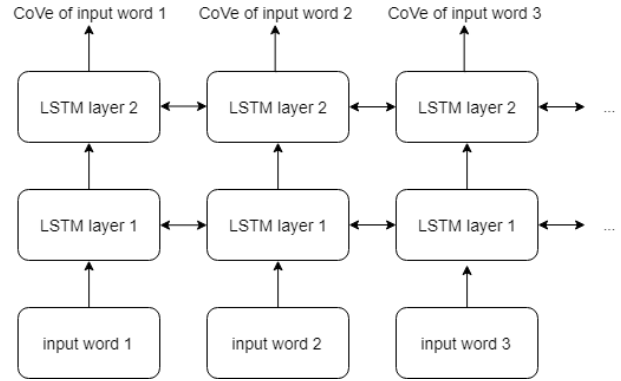 CoVe of input word 1
CoVe of input word 2
CoVe of input word 3
LSTM layer 2
LSTM layer 2
LSTM layer 2
...
LSTM layer 1
LSTM layer 1
LSTM layer 1
...
input word 1
input word 2
input word 3